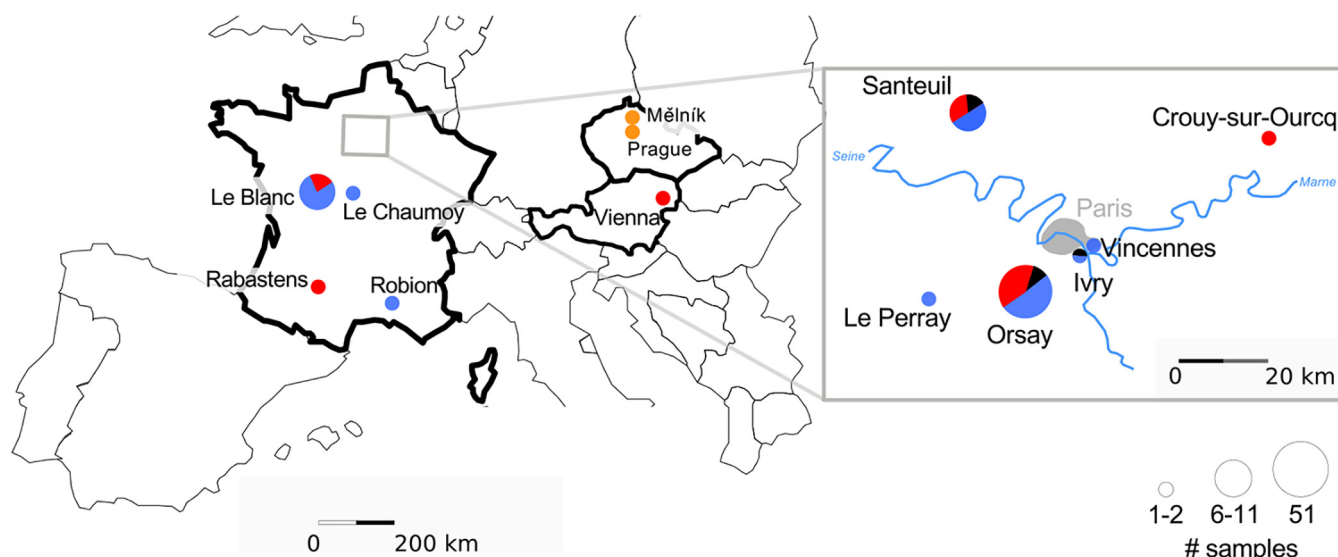 Mělník
Prague
Le Blanc
Le Chaumoy
Vienna
Rabastens
Robion
0 200 km
Santeuil
Crouy-sur-Ourcq
Seine
Marne
Paris
Vincennes
Ivry
Le Perray
Orsay
0 20 km
1-2 6-11 51
# samples